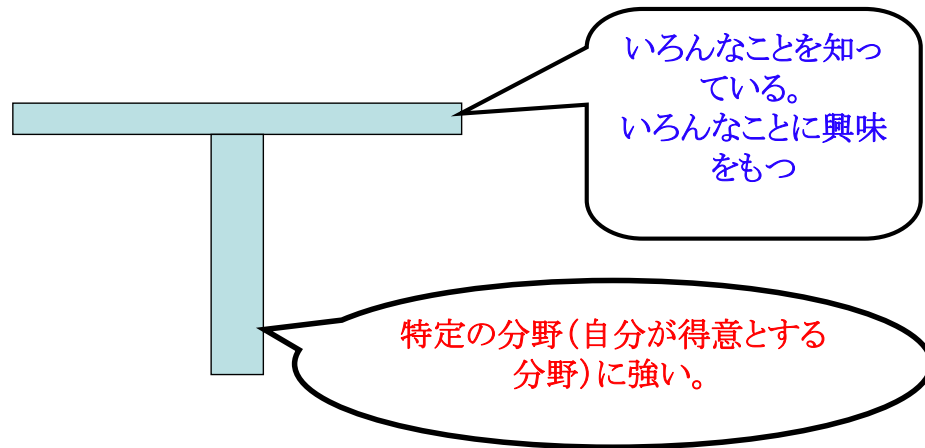 いろんなことを知っ
ている。
いろんなことに興味
をもつ
特定の分野(自分が得意とする
分野)に強い。